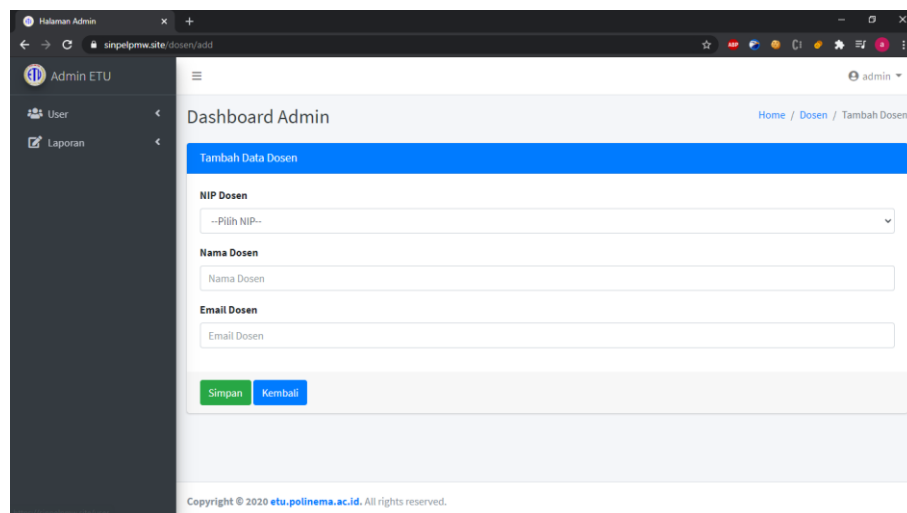 Halaman Admin
sinpelpmw.site/dosen/add
ABP
a
ETU Admin ETU
admin
User
Laporan
Dashboard Admin
Home / Dosen / Tambah Dosen
Tambah Data Dosen
NIP Dosen
--Pilih NIP--
Nama Dosen
Nama Dosen
Email Dosen
Email Dosen
Simpan Kembali
Copyright © 2020 etu.polinema.ac.id. All rights reserved.